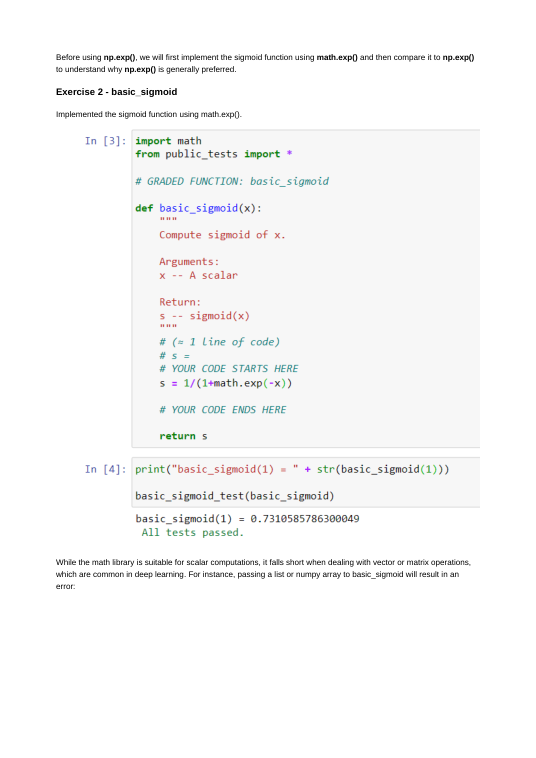 Before using np.exp(), we will first implement the sigmoid function using math.exp() and then compare it to np.exp()
to understand why np.exp() is generally preferred.
Exercise 2 - basic_sigmoid
Implemented the sigmoid function using math.exp().
In [3]: import math
from public_tests import *
# GRADED FUNCTION: basic_sigmoid
def basic_sigmoid(x):
"""
Compute sigmoid of x.
Arguments:
x -- A scalar
Return:
s -- sigmoid(x)
"""
# (≈ 1 line of code)
# s =
# YOUR CODE STARTS HERE
s = 1/(1+math.exp(-x))
# YOUR CODE ENDS HERE
return s
In [4]: print("basic_sigmoid(1) = " + str(basic_sigmoid(1)))
basic_sigmoid_test(basic_sigmoid)
basic_sigmoid(1) = 0.7310585786300049
All tests passed.
While the math library is suitable for scalar computations, it falls short when dealing with vector or matrix operations,
which are common in deep learning. For instance, passing a list or numpy array to basic_sigmoid will result in an
error: